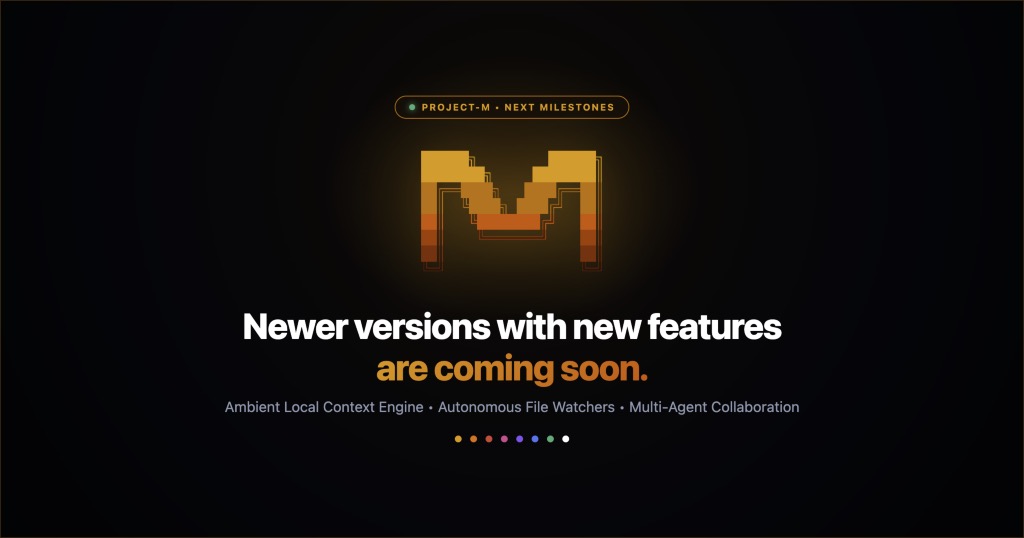 PROJECT-M • NEXT MILESTONES
M
Newer versions with new features
are coming soon.
Ambient Local Context Engine • Autonomous File Watchers • Multi-Agent Collaboration